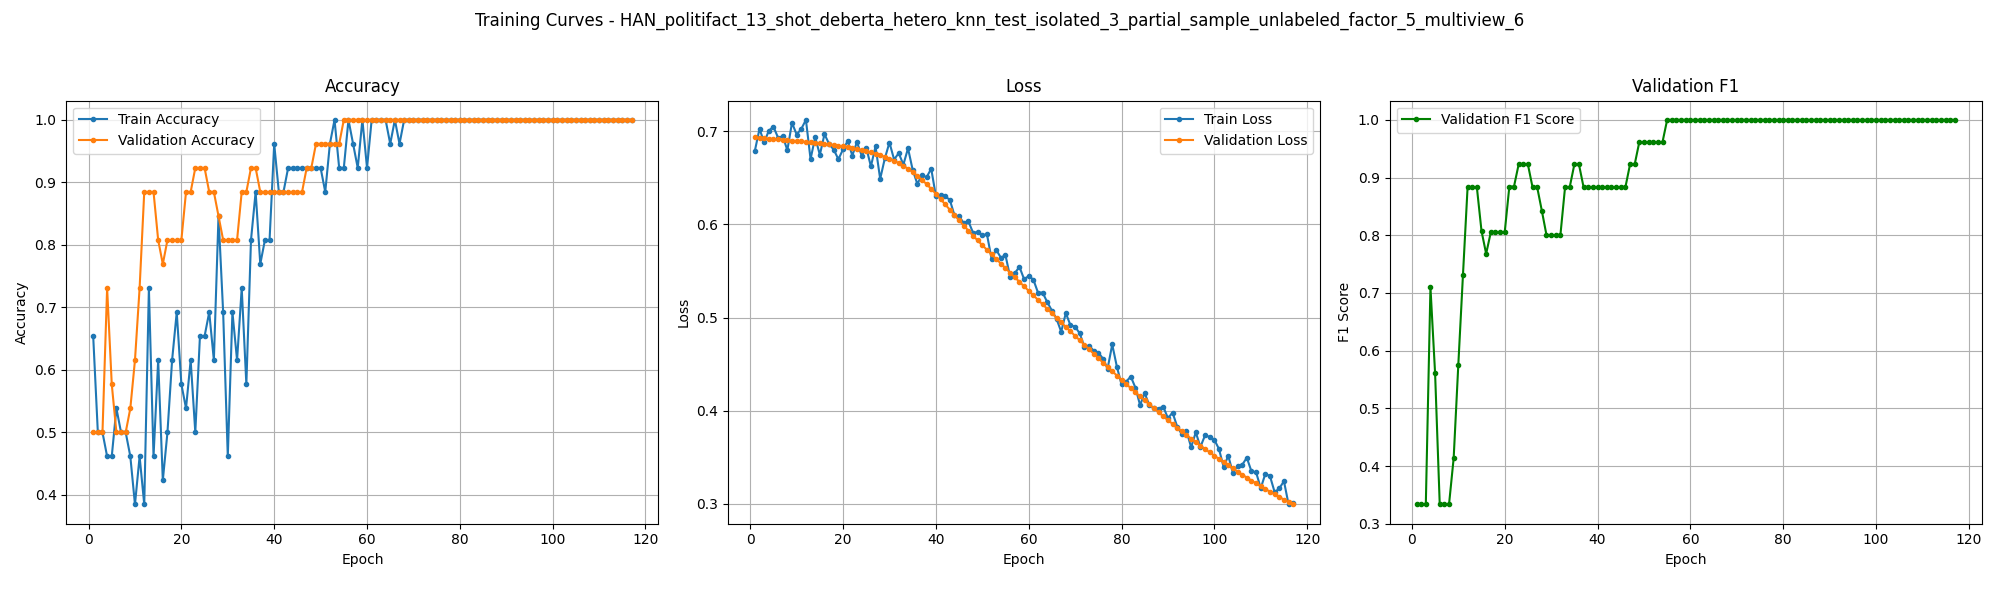 Training Curves - HAN_politifact_13_shot_deberta_hetero_knn_test_isolated_3_partial_sample_unlabeled_factor_5_multiview_6
Accuracy
Train Accuracy
Validation Accuracy
1.0
0.9
0.8
0.7
0.6
0.5
0.4
Accuracy
0 20 40 60 80 100 120
Epoch
Loss
Train Loss
Validation Loss
0.7
0.6
0.5
0.4
0.3
Loss
0 20 40 60 80 100 120
Epoch
Validation F1
Validation F1 Score
1.0
0.9
0.8
0.7
0.6
0.5
0.4
0.3
F1 Score
0 20 40 60 80 100 120
Epoch